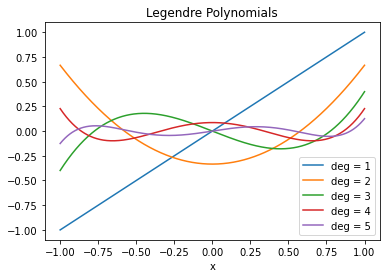 Legendre Polynomials
1.00
0.75
0.50
0.25
0.00
−0.25
−0.50
−0.75
−1.00
deg = 1
deg = 2
deg = 3
deg = 4
deg = 5
−1.00 −0.75 −0.50 −0.25 0.00 0.25 0.50 0.75 1.00
x